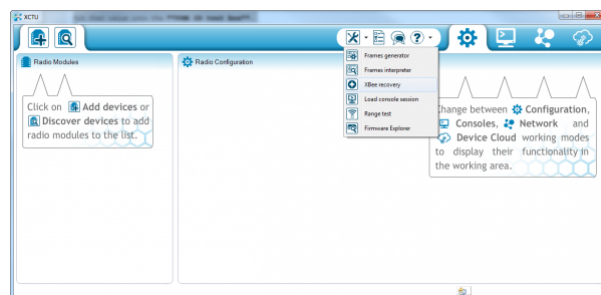 XCTU
Radio Modules
Radio Configuration
Frames generator
Frames interpreter
XBee recovery
Load console session
Range test
Firmware Explorer
Click on Add devices or
Discover devices to add
radio modules to the list.
Change between Configuration,
Consoles, Network and
Device Cloud working modes
to display their functionality in
the working area.